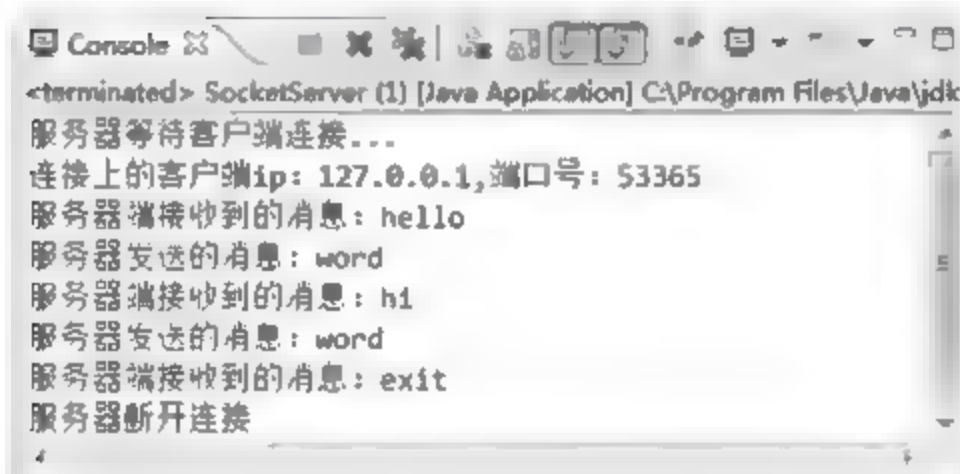 Console
<terminated> SocketServer (1) [Java Application] C:\Program Files\Java\jdk
服务器等待客户端连接...
连接上的客户端ip: 127.0.0.1,端口号: 53365
服务器端接收到的消息: hello
服务器发送的消息: word
服务器端接收到的消息: hi
服务器发送的消息: word
服务器端接收到的消息: exit
服务器断开连接